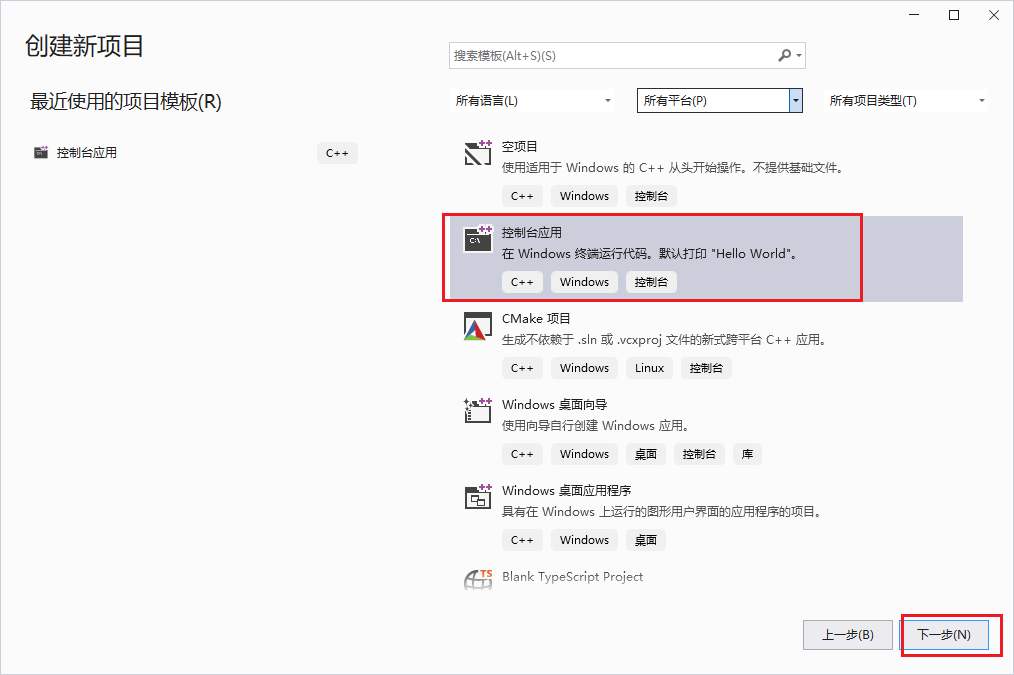 创建新项目
搜索模板(Alt+S)(S)
最近使用的项目模板(R)
所有语言(L)
所有平台(P)
所有项目类型(T)
控制台应用
C++
空项目
使用适用于 Windows 的 C++ 从头开始操作。不提供基础文件。
C++ Windows 控制台
控制台应用
在 Windows 终端运行代码。默认打印 "Hello World"。
C++ Windows 控制台
CMake 项目
生成不依赖于 .sln 或 .vcxproj 文件的新式跨平台 C++ 应用。
C++ Windows Linux 控制台
Windows 桌面向导
使用向导自行创建 Windows 应用。
C++ Windows 桌面 控制台 库
Windows 桌面应用程序
具有在 Windows 上运行的图形用户界面的应用程序的项目。
C++ Windows 桌面
TS
Blank TypeScript Project
上一步(B)
下一步(N)